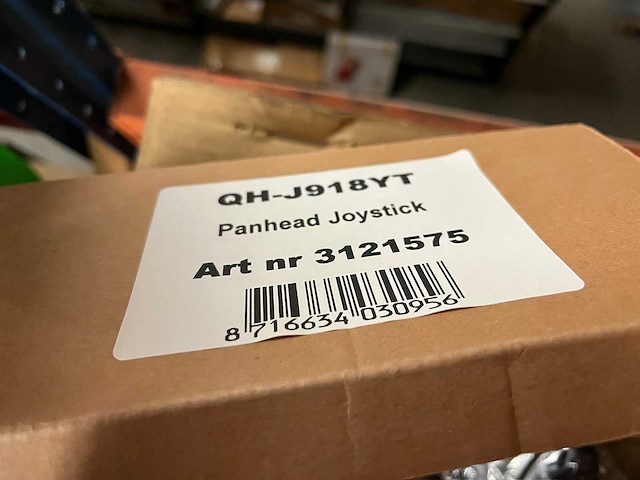 QH-J918YT
Panhead Joystick
Art nr 3121575
8 716634 030956